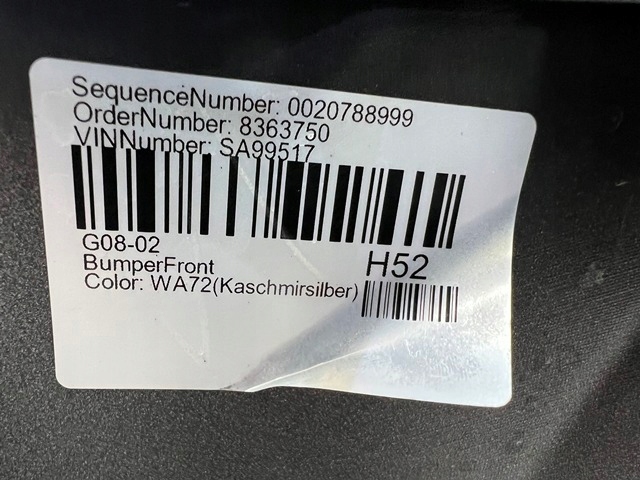 SequenceNumber: 0020788999
OrderNumber: 8363750
VINNumber: SA99517
G08-02
BumperFront
H52
Color: WA72(Kaschmirsilber)